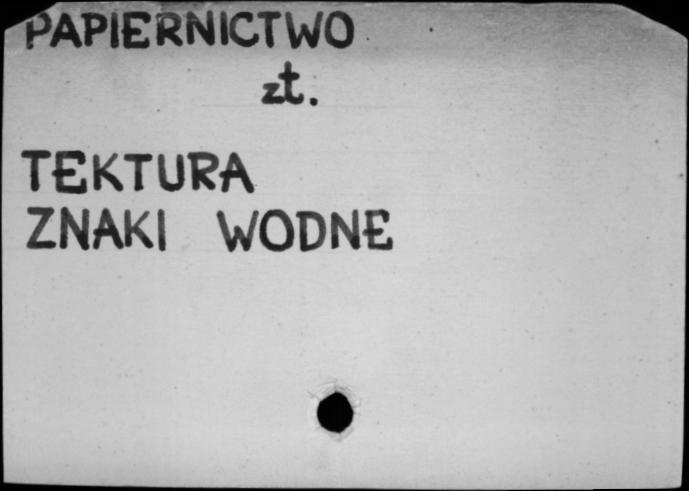 PAPIERNICTWO
zt.
TEKTURA
ZNAKI WODNE